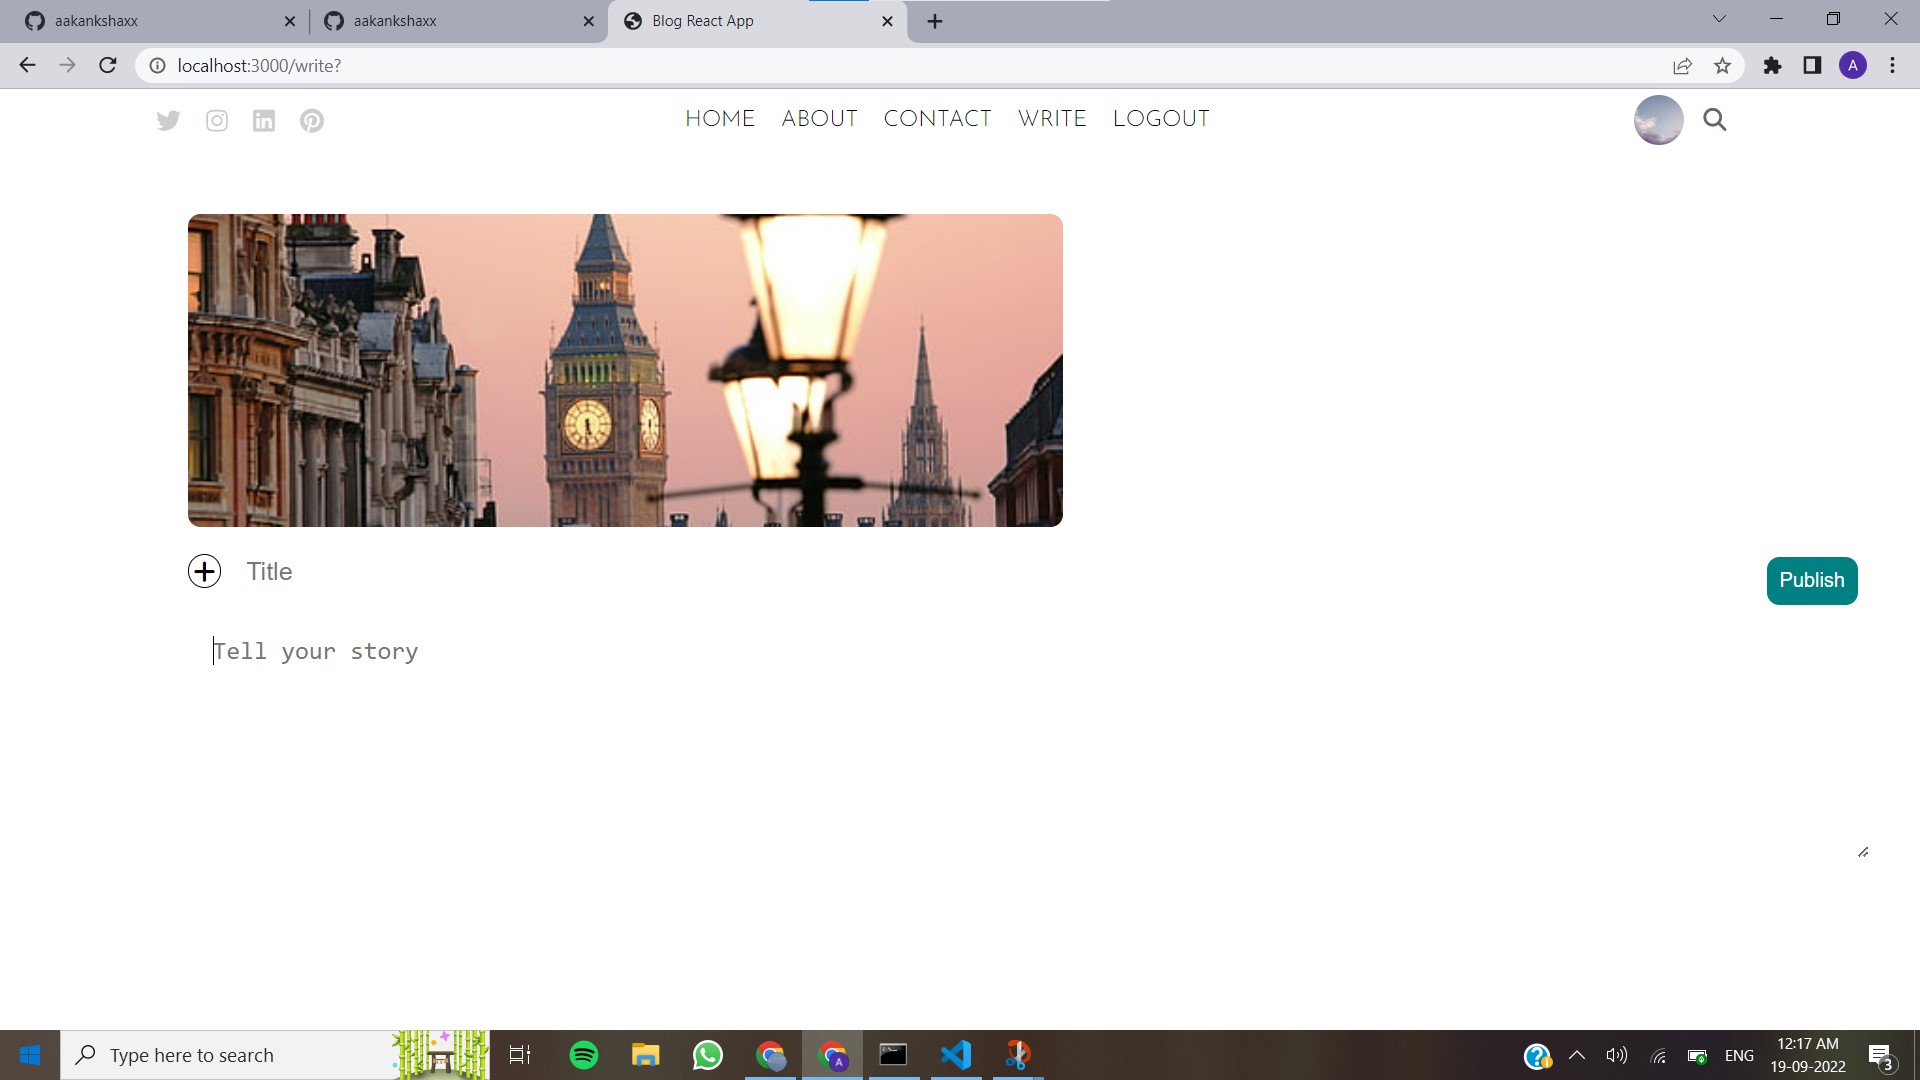 aakankshaxx
aakankshaxx
Blog React App
localhost:3000/write?
A
HOME ABOUT CONTACT WRITE LOGOUT
Title
Publish
Tell your story
Type here to search
A
ENG
12:17 AM
19-09-2022
3